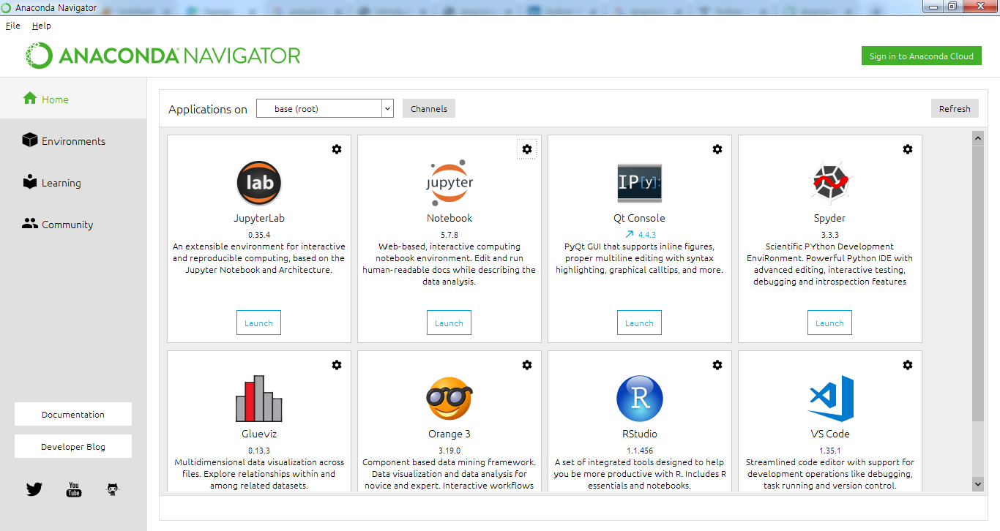 Anaconda Navigator
File Help
ANACONDA NAVIGATOR
Sign in to Anaconda Cloud
Home
Environments
Learning
Community
Documentation
Developer Blog
You
Tube
Applications on base (root) Channels Refresh
lab
JupyterLab
0.35.4
An extensible environment for interactive
and reproducible computing, based on the
Jupyter Notebook and Architecture.
Launch
jupyter
Notebook
5.7.8
Web-based, interactive computing
notebook environment. Edit and run
human-readable docs while describing the
data analysis.
Launch
IP[y]:
Qt Console
4.4.3
PyQt GUI that supports inline figures,
proper multiline editing with syntax
highlighting, graphical calltips, and more.
Launch
Spyder
3.3.3
Scientific PYthon Development
EnviRonment. Powerful Python IDE with
advanced editing, interactive testing,
debugging and introspection features
Launch
Glueviz
0.13.3
Multidimensional data visualization across
files. Explore relationships within and
among related datasets.
Orange 3
3.19.0
Component based data mining framework.
Data visualization and data analysis for
novice and expert. Interactive workflows
R
RStudio
1.1.456
A set of integrated tools designed to help
you be more productive with R. Includes R
essentials and notebooks.
VS Code
1.35.1
Streamlined code editor with support for
development operations like debugging,
task running and version control.